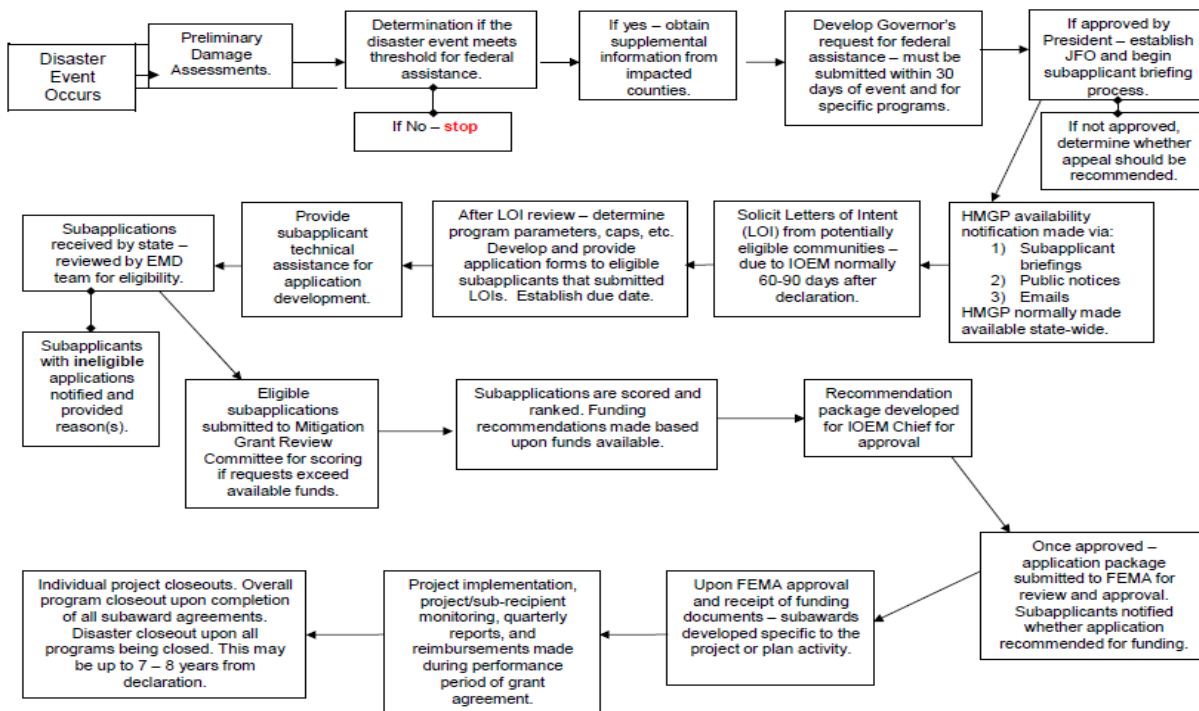 Disaster
Event
Occurs
Preliminary
Damage
Assessments.
Determination if the
disaster event meets
threshold for federal
assistance.
If No – stop
If yes – obtain
supplemental
information from
impacted
counties.
Develop Governor's
request for federal
assistance – must be
submitted within 30
days of event and for
specific programs.
If approved by
President – establish
JFO and begin
subapplicant briefing
process.
If not approved,
determine whether
appeal should be
recommended.
HMGP availability
notification made via:
1) Subapplicant
briefings
2) Public notices
3) Emails
HMGP normally made
available state-wide.
Solicit Letters of Intent
(LOI) from potentially
eligible communities –
due to IOEM normally
60-90 days after
declaration.
After LOI review – determine
program parameters, caps, etc.
Develop and provide
application forms to eligible
subapplicants that submitted
LOIs. Establish due date.
Provide
subapplicant
technical
assistance for
application
development.
Subapplications
received by state –
reviewed by EMD
team for eligibility.
Subapplicants
with ineligible
applications
notified and
provided
reason(s).
Eligible
subapplications
submitted to Mitigation
Grant Review
Committee for scoring
if requests exceed
available funds.
Subapplications are scored and
ranked. Funding
recommendations made based
upon funds available.
Recommendation
package developed
for IOEM Chief for
approval
Once approved –
application package
submitted to FEMA for
review and approval.
Subapplicants notified
whether application
recommended for funding.
Upon FEMA approval
and receipt of funding
documents – subawards
developed specific to the
project or plan activity.
Project implementation,
project/sub-recipient
monitoring, quarterly
reports, and
reimbursements made
during performance
period of grant
agreement.
Individual project closeouts. Overall
program closeout upon completion
of all subaward agreements.
Disaster closeout upon all
programs being closed. This may
be up to 7 – 8 years from
declaration.